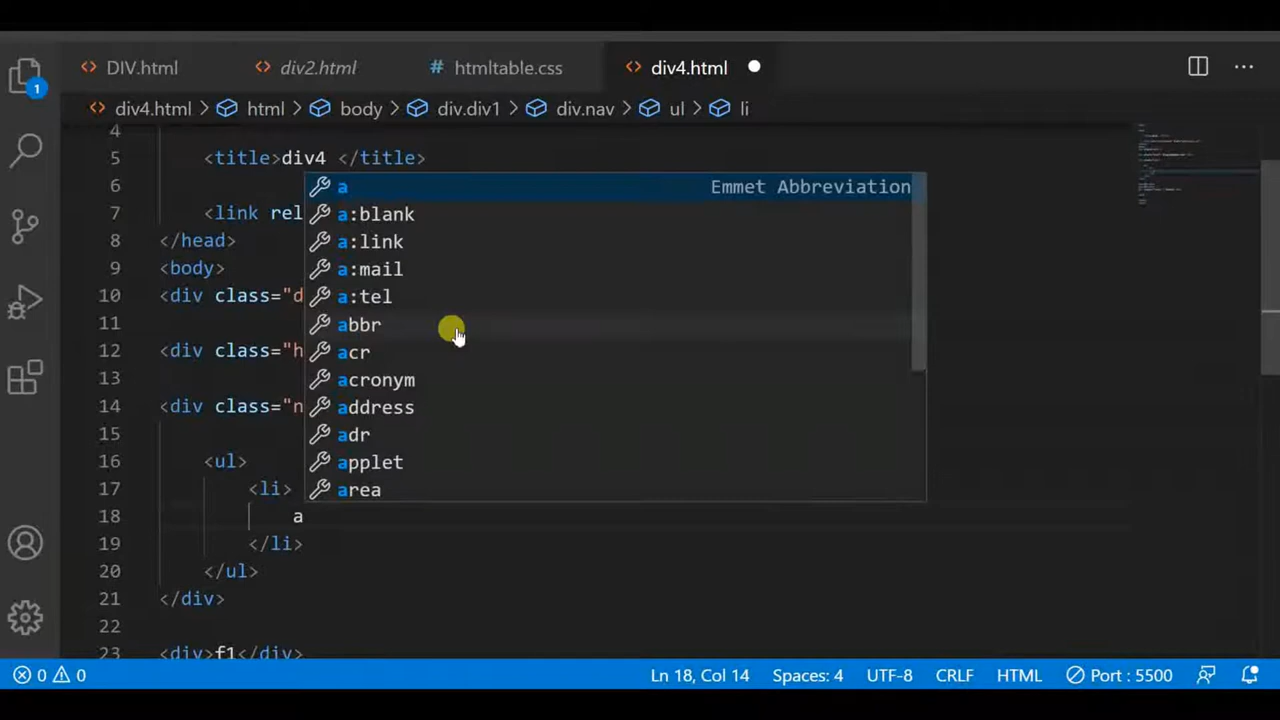 DIV.html div2.html # htmltable.css div4.html
1
div4.html > html > body > div.div1 > div.nav > ul > li
4
5 <title>div4 </title>
6
7 <link rel
8 </head>
9 <body>
10 <div class="d
11
12 <div class="h
13
14 <div class="n
15
16 <ul>
17 <li>
18 a
19 </li>
20 </ul>
21 </div>
22
23 <div>f1</div>
a Emmet Abbreviation
a:blank
a:link
a:mail
a:tel
abbr
acr
acronym
address
adr
applet
area
0 0 Ln 18, Col 14 Spaces: 4 UTF-8 CRLF HTML Port : 5500